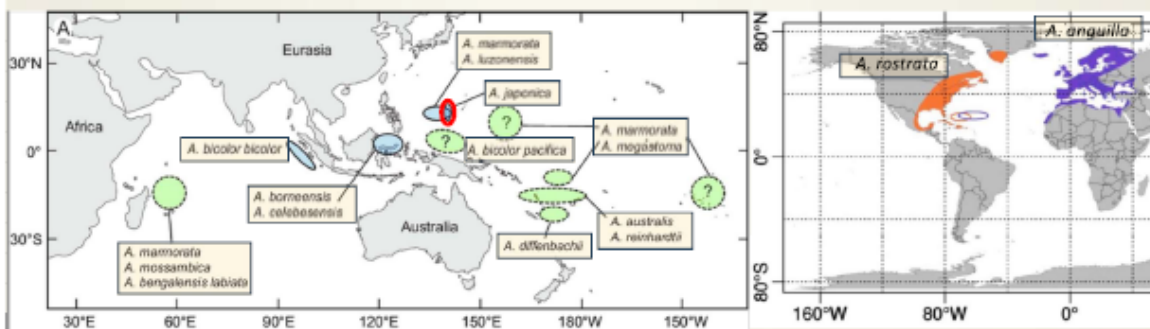 A.
Eurasia
A. marmorata
A. luzonensis
A. japonica
30°N
Africa
?
?
A. marmorata
A. mogastoma
A. bicolor bicolor
A. bicolor pacifica
0°
?
A. borneensis
A. celebesensis
Australia
A. australis
A. reinhardtii
A. diffenbachii
30°S
A. marmorata
A. mossambica
A. bengalensis labiata
30°E
60°E
90°E
120°E
150°E
180°W
150°W
80°N
A. anguilla
A. rostrata
0°
80°S
160°W
80°W
0°